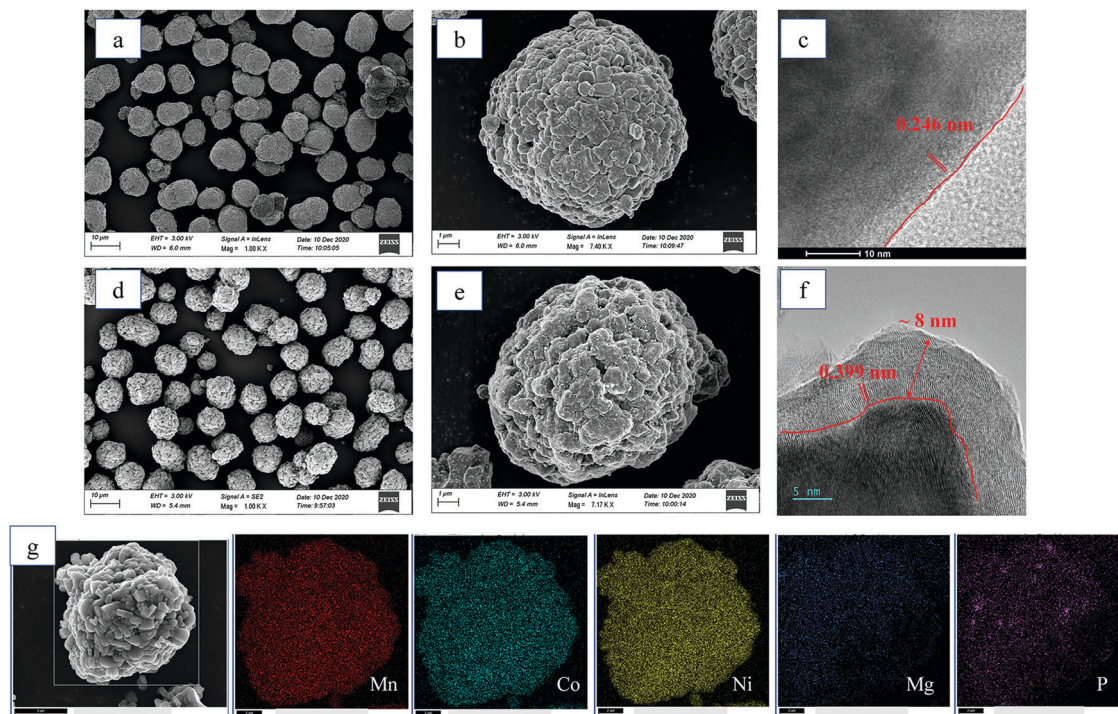 a
10 µm
EHT = 3.00 kV
WD = 6.0 mm
Signal A = InLens
Mag = 1.00 K X
Date: 10 Dec 2020
Time: 10:05:05
ZEISS
b
1 µm
EHT = 3.00 kV
WD = 6.0 mm
Signal A = InLens
Mag = 7.40 K X
Date: 10 Dec 2020
Time: 10:09:47
ZEISS
c
0.246 nm
10 nm
d
10 µm
EHT = 3.00 kV
WD = 5.4 mm
Signal A = SE2
Mag = 1.00 K X
Date: 10 Dec 2020
Time: 9:57:03
ZEISS
e
1 µm
EHT = 3.00 kV
WD = 5.4 mm
Signal A = InLens
Mag = 7.17 K X
Date: 10 Dec 2020
Time: 10:00:14
ZEISS
f
~ 8 nm
0.399 nm
5 nm
g
Mn
Co
Ni
Mg
P